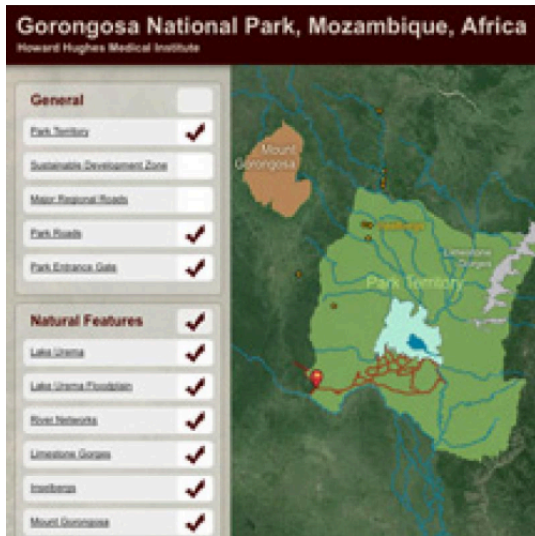 Gorongosa National Park, Mozambique, Africa
Howard Hughes Medical Institute
General
Park Territory
Sustainable Development Zone
Major Regional Roads
Park Roads
Park Entrance Gate
Natural Features
Lake Urema
Lake Urema Floodplain
River Networks
Limestone Gorges
Inselbergs
Mount Gorongosa
Mount
Gorongosa
Inselbergs
Limestone
Gorges
Park Territory